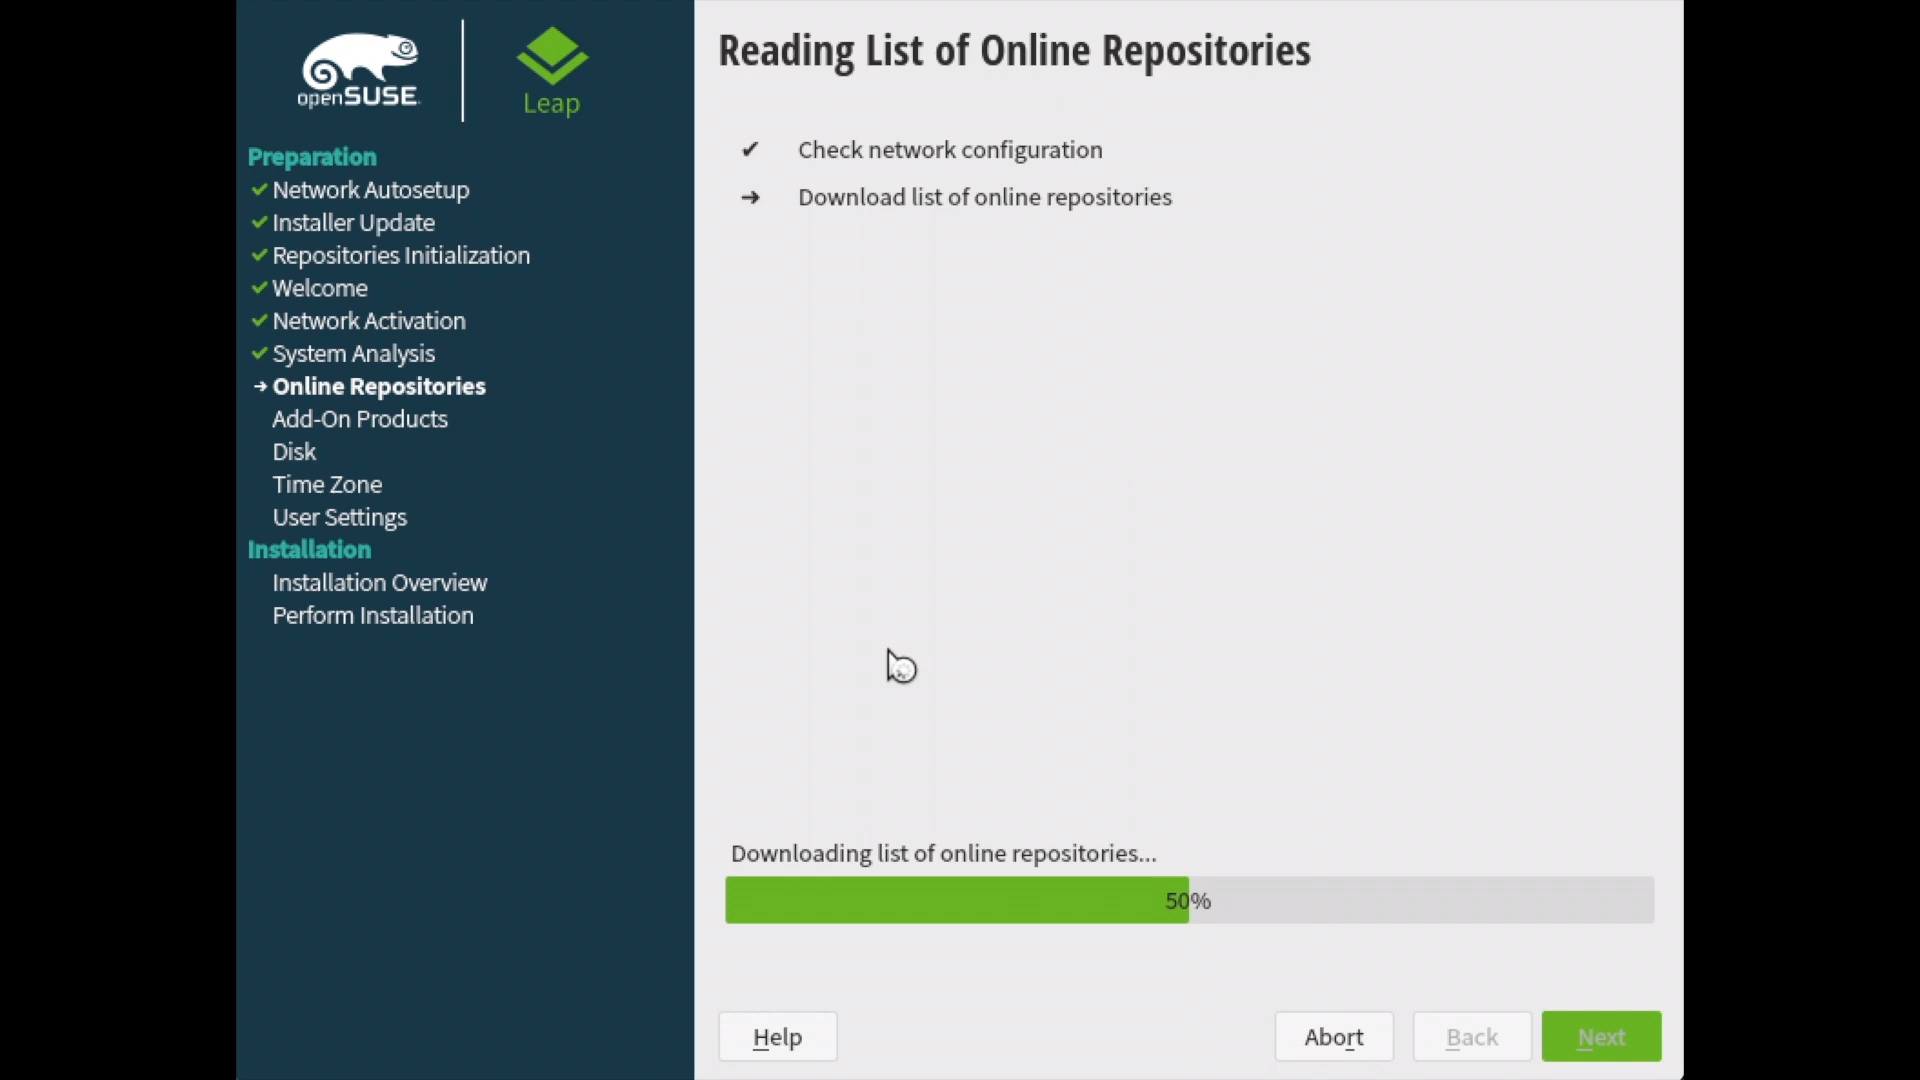 openSUSE
Leap
Preparation
Network Autosetup
Installer Update
Repositories Initialization
Welcome
Network Activation
System Analysis
Online Repositories
Add-On Products
Disk
Time Zone
User Settings
Installation
Installation Overview
Perform Installation
Reading List of Online Repositories
Check network configuration
Download list of online repositories
Downloading list of online repositories...
50%
Help
Abort
Back
Next